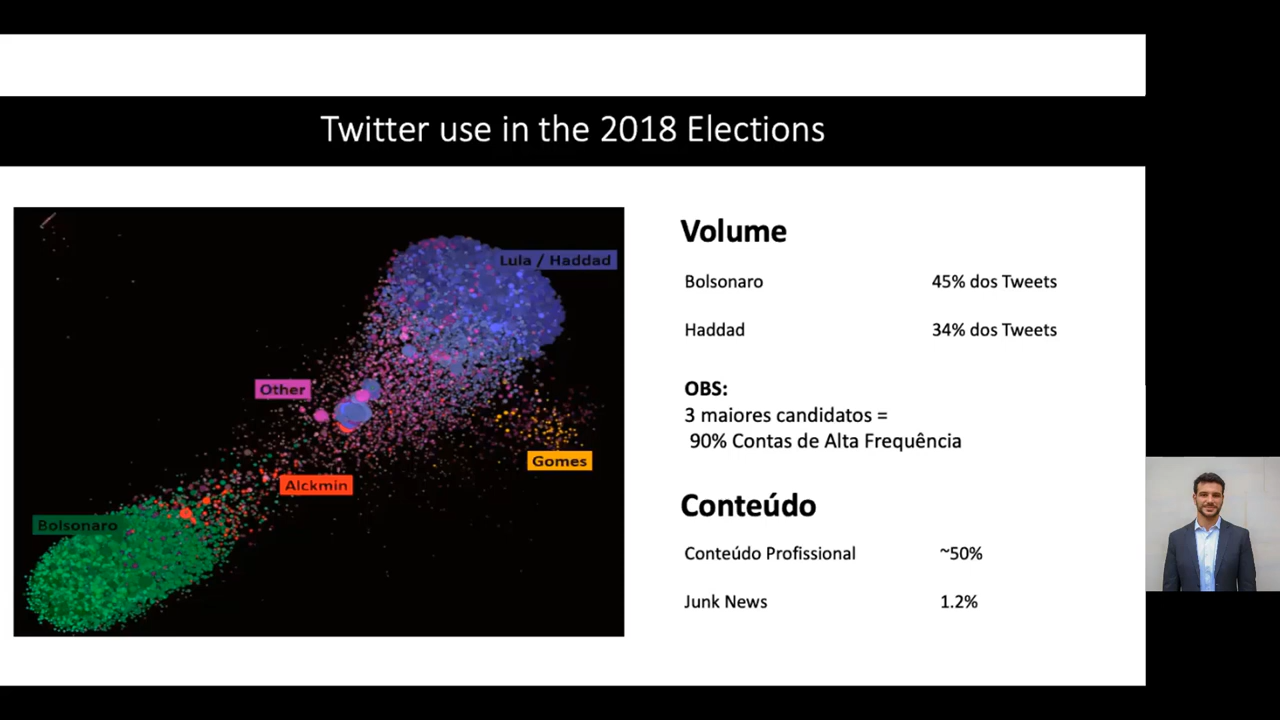 Twitter use in the 2018 Elections
Lula / Haddad
Other
Gomes
Alckmin
Bolsonaro
Volume
Bolsonaro 45% dos Tweets
Haddad 34% dos Tweets
OBS:
3 maiores candidatos =
90% Contas de Alta Frequência
Conteúdo
Conteúdo Profissional ~50%
Junk News 1.2%